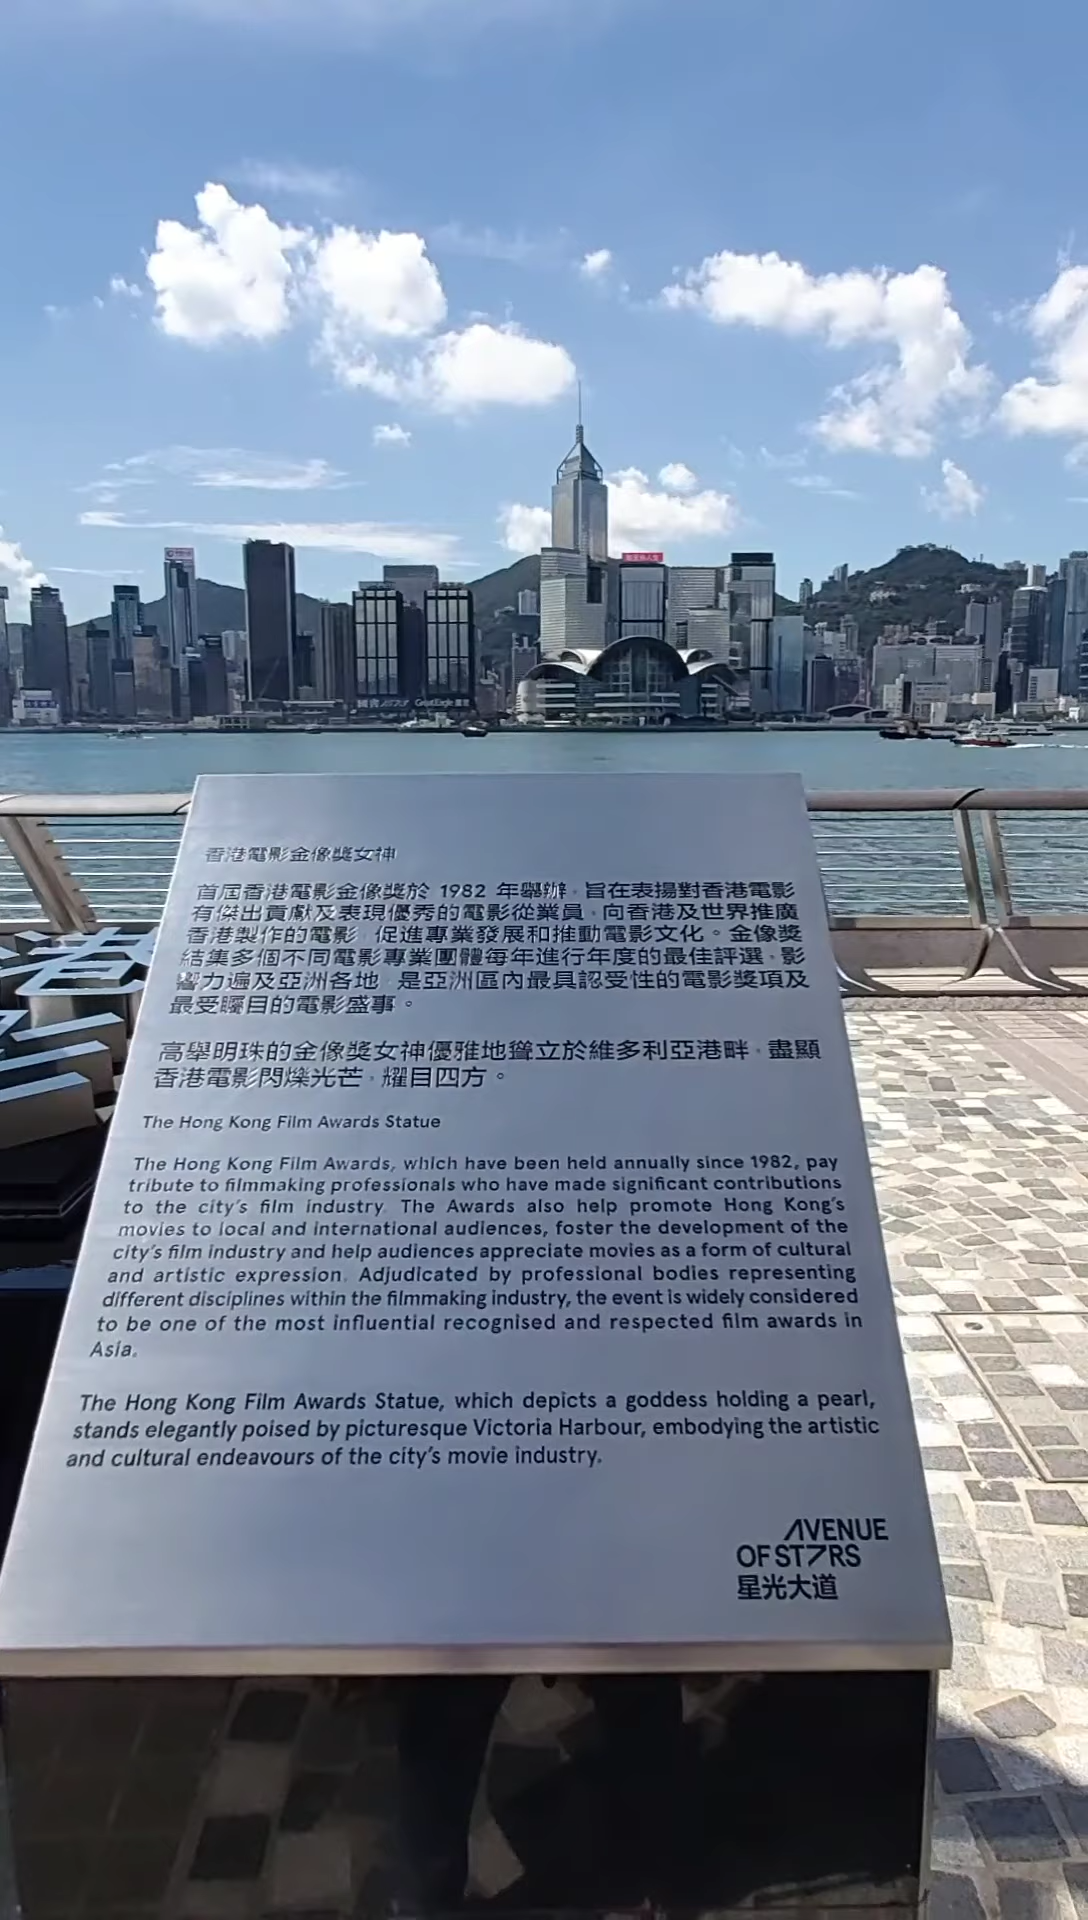 GreatEagle
香港電影金像獎女神
首屆香港電影金像獎於 1982 年舉辦，旨在表揚對香港電影
有傑出貢獻及表現優秀的電影從業員，向香港及世界推廣
香港製作的電影，促進專業發展和推動電影文化。金像獎
結集多個不同電影專業團體每年進行年度的最佳評選，影
響力遍及亞洲各地，是亞洲區內最具認受性的電影獎項及
最受矚目的電影盛事。
高舉明珠的金像獎女神優雅地聳立於維多利亞港畔，盡顯
香港電影閃爍光芒，耀目四方。
The Hong Kong Film Awards Statue
The Hong Kong Film Awards, which have been held annually since 1982, pay
tribute to filmmaking professionals who have made significant contributions
to the city's film industry. The Awards also help promote Hong Kong's
movies to local and international audiences, foster the development of the
city's film industry and help audiences appreciate movies as a form of cultural
and artistic expression. Adjudicated by professional bodies representing
different disciplines within the filmmaking industry, the event is widely considered
to be one of the most influential recognised and respected film awards in
Asia.
The Hong Kong Film Awards Statue, which depicts a goddess holding a pearl,
stands elegantly poised by picturesque Victoria Harbour, embodying the artistic
and cultural endeavours of the city's movie industry.
AVENUE
OF STARS
星光大道